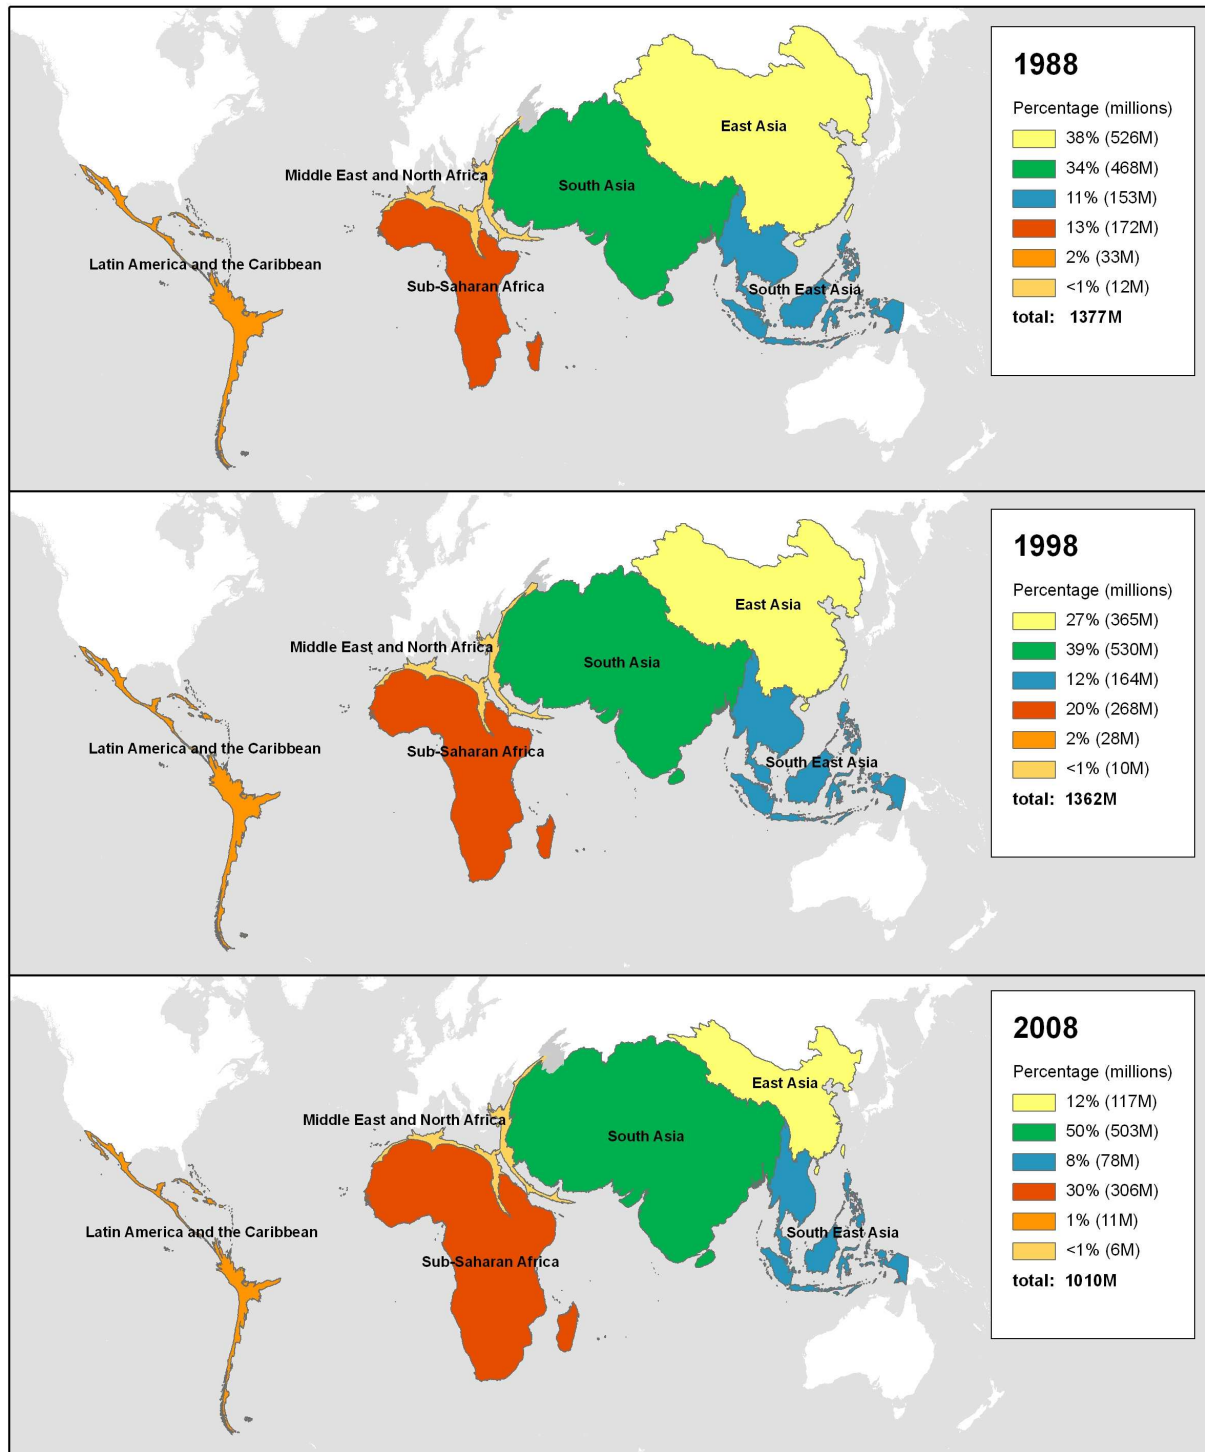 1988
Percentage (millions)
38% (526M)
34% (468M)
11% (153M)
13% (172M)
2% (33M)
<1% (12M)
total: 1377M
East Asia
Middle East and North Africa
South Asia
Latin America and the Caribbean
Sub-Saharan Africa
South East Asia
1998
Percentage (millions)
27% (365M)
39% (530M)
12% (164M)
20% (268M)
2% (28M)
<1% (10M)
total: 1362M
East Asia
Middle East and North Africa
South Asia
Latin America and the Caribbean
Sub-Saharan Africa
South East Asia
2008
Percentage (millions)
12% (117M)
50% (503M)
8% (78M)
30% (306M)
1% (11M)
<1% (6M)
total: 1010M
East Asia
Middle East and North Africa
South Asia
Latin America and the Caribbean
Sub-Saharan Africa
South East Asia